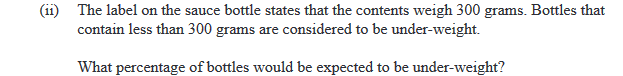 (ii) The label on the sauce bottle states that the contents weigh 300 grams. Bottles that
contain less than 300 grams are considered to be under-weight.
What percentage of bottles would be expected to be under-weight?